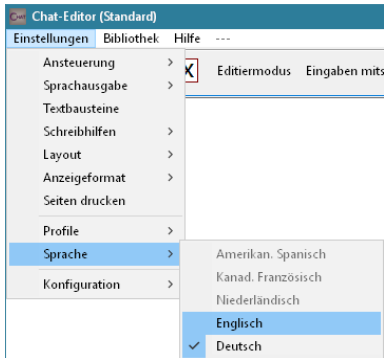 Chat-Editor (Standard)
Einstellungen Bibliothek Hilfe ---
X Editiermodus Eingaben mits
Ansteuerung >
Sprachausgabe >
Textbausteine
Schreibhilfen >
Layout >
Anzeigeformat >
Seiten drucken
Profile >
Sprache >
Konfiguration >
Amerikan. Spanisch
Kanad. Französisch
Niederländisch
Englisch
✓ Deutsch